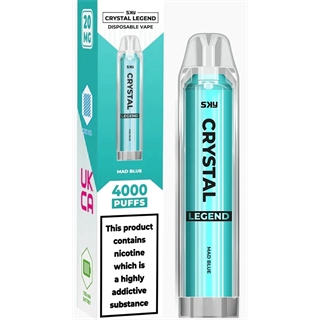 SKY
CRYSTAL LEGEND
DISPOSABLE VAPE
20 MG
UK
CA
MAD BLUE
4000
PUFFS
This product
contains
nicotine
which is a
highly
addictive
substance
SKY
CRYSTAL
LEGEND
MAD BLUE